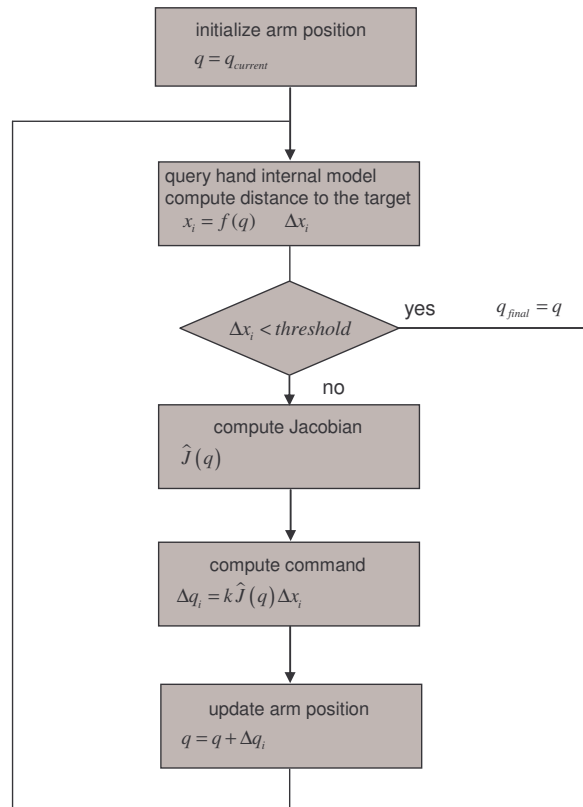 initialize arm position
q = q_current
query hand internal model
compute distance to the target
x_i = f(q) Δx_i
Δx_i < threshold
yes
q_final = q
no
compute Jacobian
Ĵ(q)
compute command
Δq_i = kĴ(q)Δx_i
update arm position
q = q + Δq_i